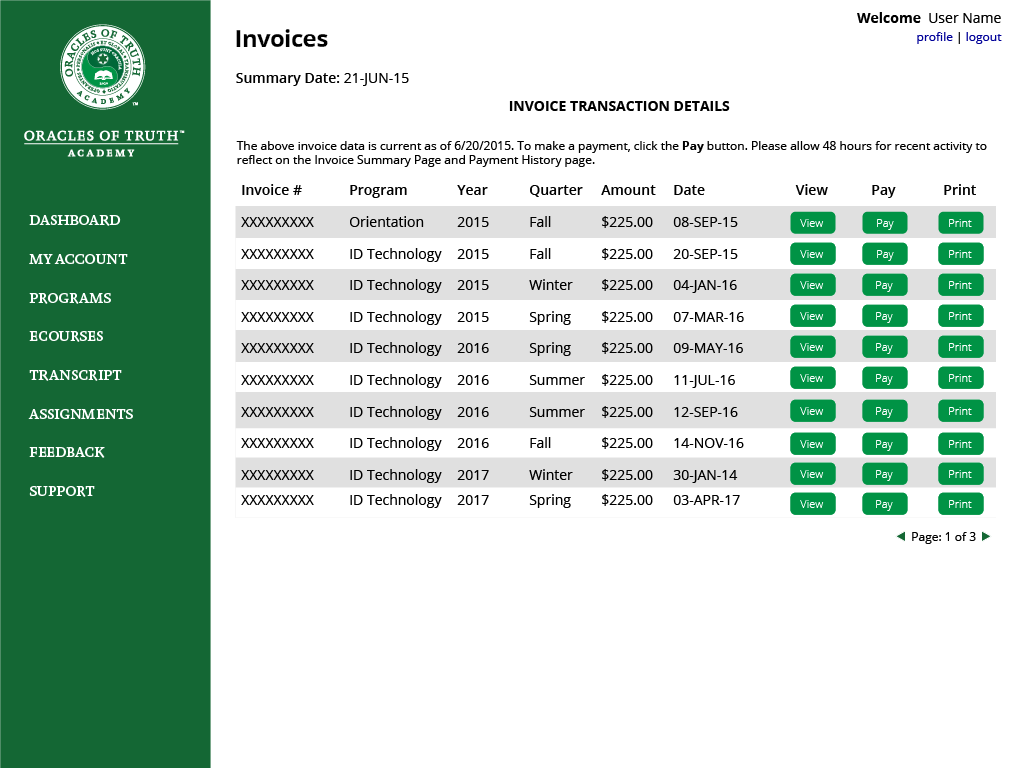 ORACLES OF TRUTH
ACADEMY
ORACLES OF TRUTH™
ACADEMY
DASHBOARD
MY ACCOUNT
PROGRAMS
ECOURSES
TRANSCRIPT
ASSIGNMENTS
FEEDBACK
SUPPORT
Welcome User Name
profile | logout
Invoices
Summary Date: 21-JUN-15
INVOICE TRANSACTION DETAILS
The above invoice data is current as of 6/20/2015. To make a payment, click the Pay button. Please allow 48 hours for recent activity to
reflect on the Invoice Summary Page and Payment History page.
Invoice # Program Year Quarter Amount Date View Pay Print
XXXXXXXXX Orientation 2015 Fall $225.00 08-SEP-15 View Pay Print
XXXXXXXXX ID Technology 2015 Fall $225.00 20-SEP-15 View Pay Print
XXXXXXXXX ID Technology 2015 Winter $225.00 04-JAN-16 View Pay Print
XXXXXXXXX ID Technology 2015 Spring $225.00 07-MAR-16 View Pay Print
XXXXXXXXX ID Technology 2016 Spring $225.00 09-MAY-16 View Pay Print
XXXXXXXXX ID Technology 2016 Summer $225.00 11-JUL-16 View Pay Print
XXXXXXXXX ID Technology 2016 Summer $225.00 12-SEP-16 View Pay Print
XXXXXXXXX ID Technology 2016 Fall $225.00 14-NOV-16 View Pay Print
XXXXXXXXX ID Technology 2017 Winter $225.00 30-JAN-14 View Pay Print
XXXXXXXXX ID Technology 2017 Spring $225.00 03-APR-17 View Pay Print
Page: 1 of 3